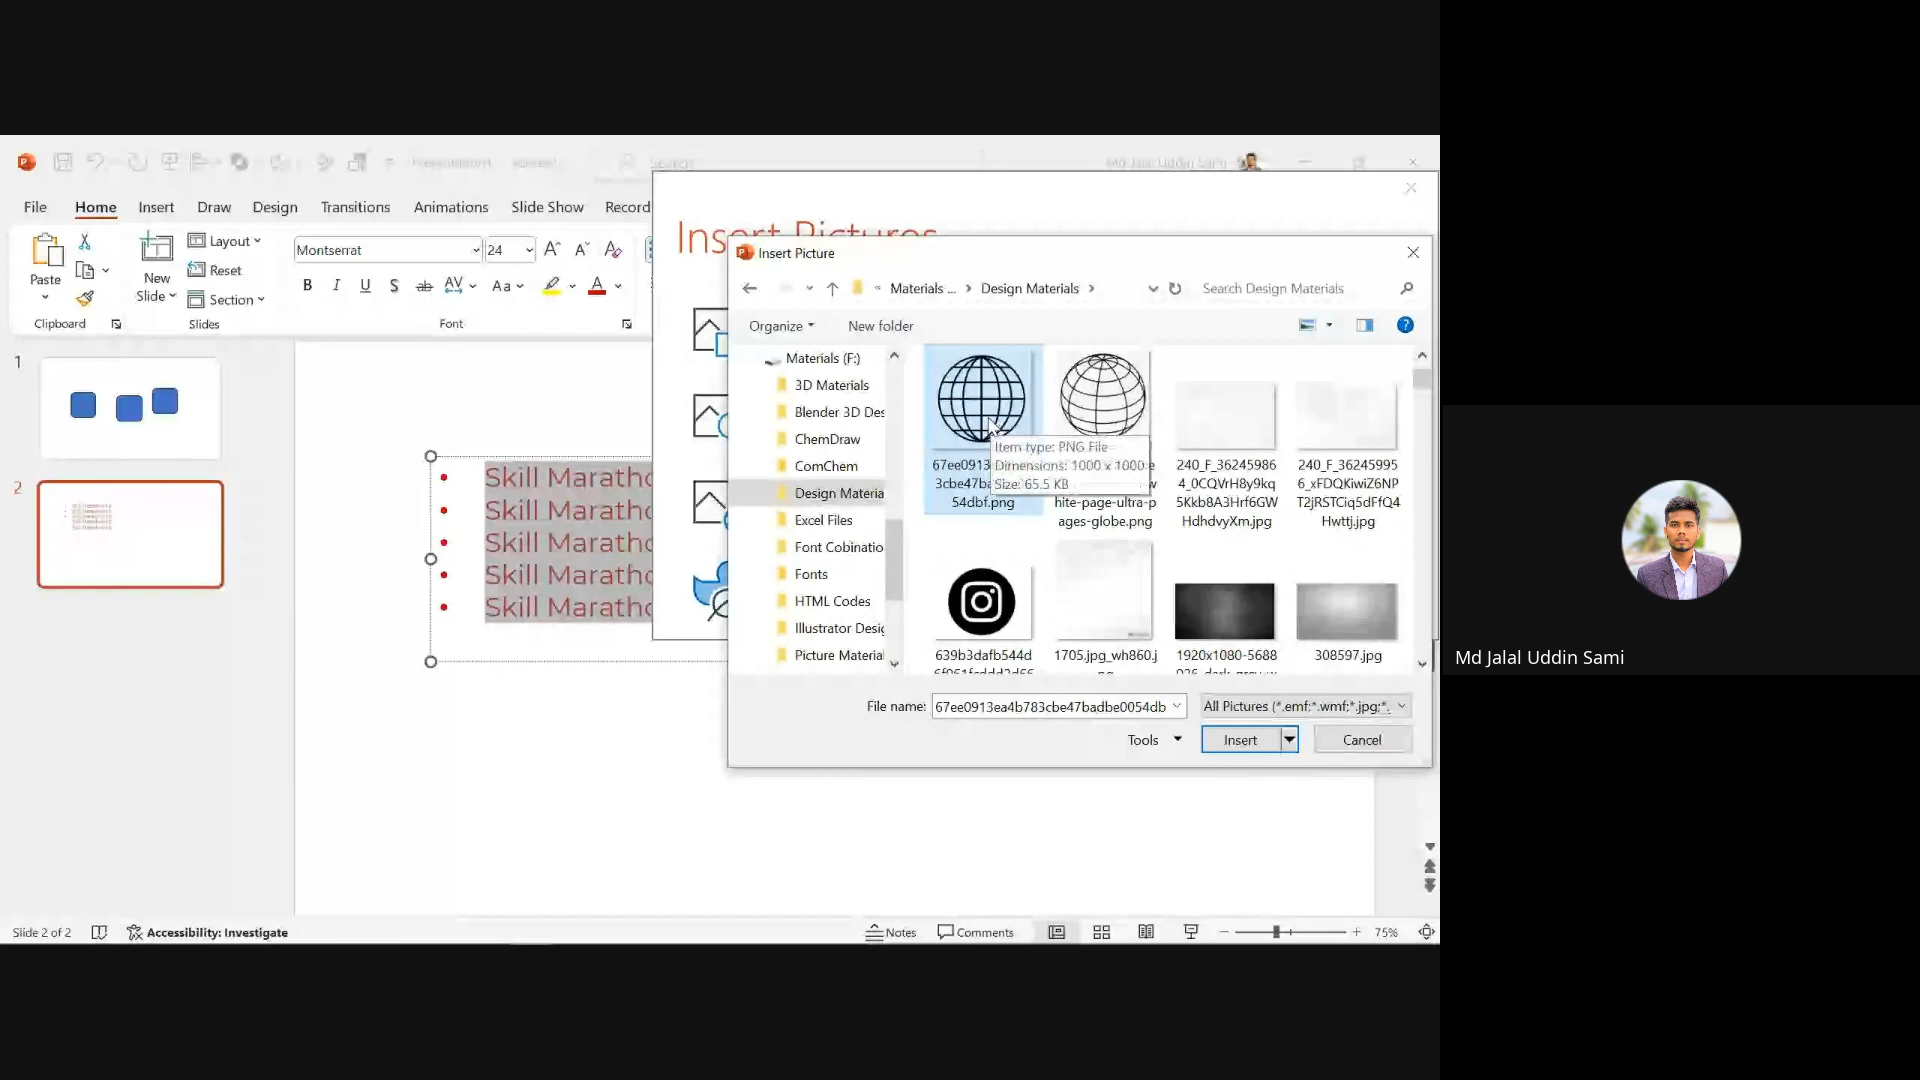 File Home Insert Draw Design Transitions Animations Slide Show Record
Insert Pictures
Paste
New
Slide
Layout
Reset
Section
Montserrat 24
B I U S ab AV Aa A
Clipboard Slides Font
1
2
Skill Maratho
Skill Maratho
Skill Maratho
Skill Maratho
Skill Maratho
Insert Picture
Materials ... Design Materials
Search Design Materials
Organize New folder
Materials (F:)
3D Materials
Blender 3D Des
ChemDraw
ComChem
Design Materia
Excel Files
Font Cobinatio
Fonts
HTML Codes
Illustrator Desig
Picture Material
67ee0913
3cbe47ba
54dbf.png
Item type: PNG File
Dimensions: 1000 x 1000
Size: 65.5 KB
hite-page-ultra-p
ages-globe.png
240_F_36245986
4_0CQVrH8y9kq
5Kkb8A3Hrf6GW
HdhdvyXm.jpg
240_F_36245995
6_xFDQKiwiZ6NP
T2jRSTCiq5dFfQ4
Hwttj.jpg
639b3dafb544d
1705.jpg_wh860.j
1920x1080-5688
308597.jpg
File name: 67ee0913ea4b783cbe47badbe0054db
All Pictures (*.emf;*.wmf;*.jpg;*.
Tools Insert Cancel
Slide 2 of 2 Accessibility: Investigate Notes Comments 75%
Md Jalal Uddin Sami